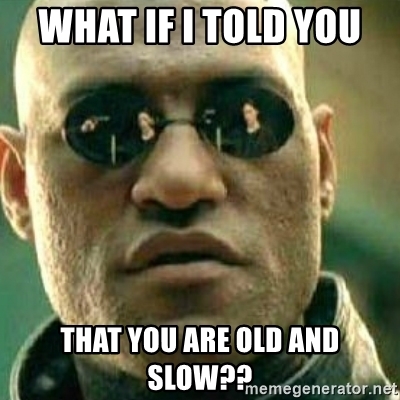 WHAT IF I TOLD YOU
THAT YOU ARE OLD AND
SLOW??
memegenerator.net